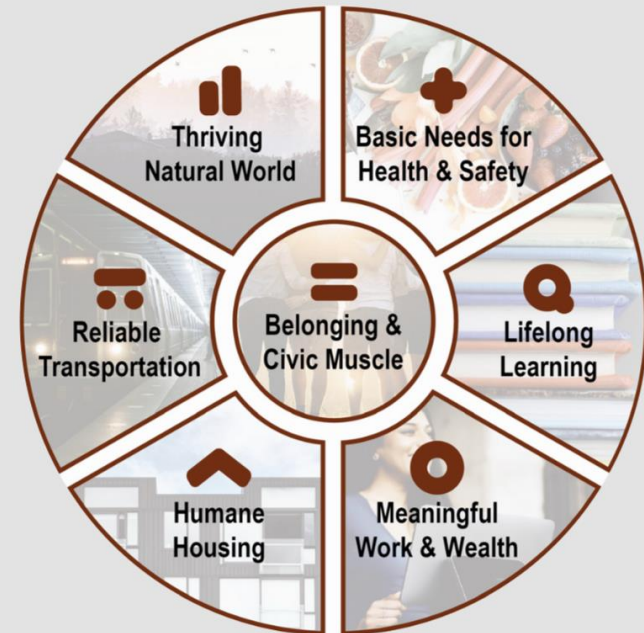 Thriving
Natural World
Basic Needs for
Health & Safety
Reliable
Transportation
Belonging &
Civic Muscle
Lifelong
Learning
Humane
Housing
Meaningful
Work & Wealth